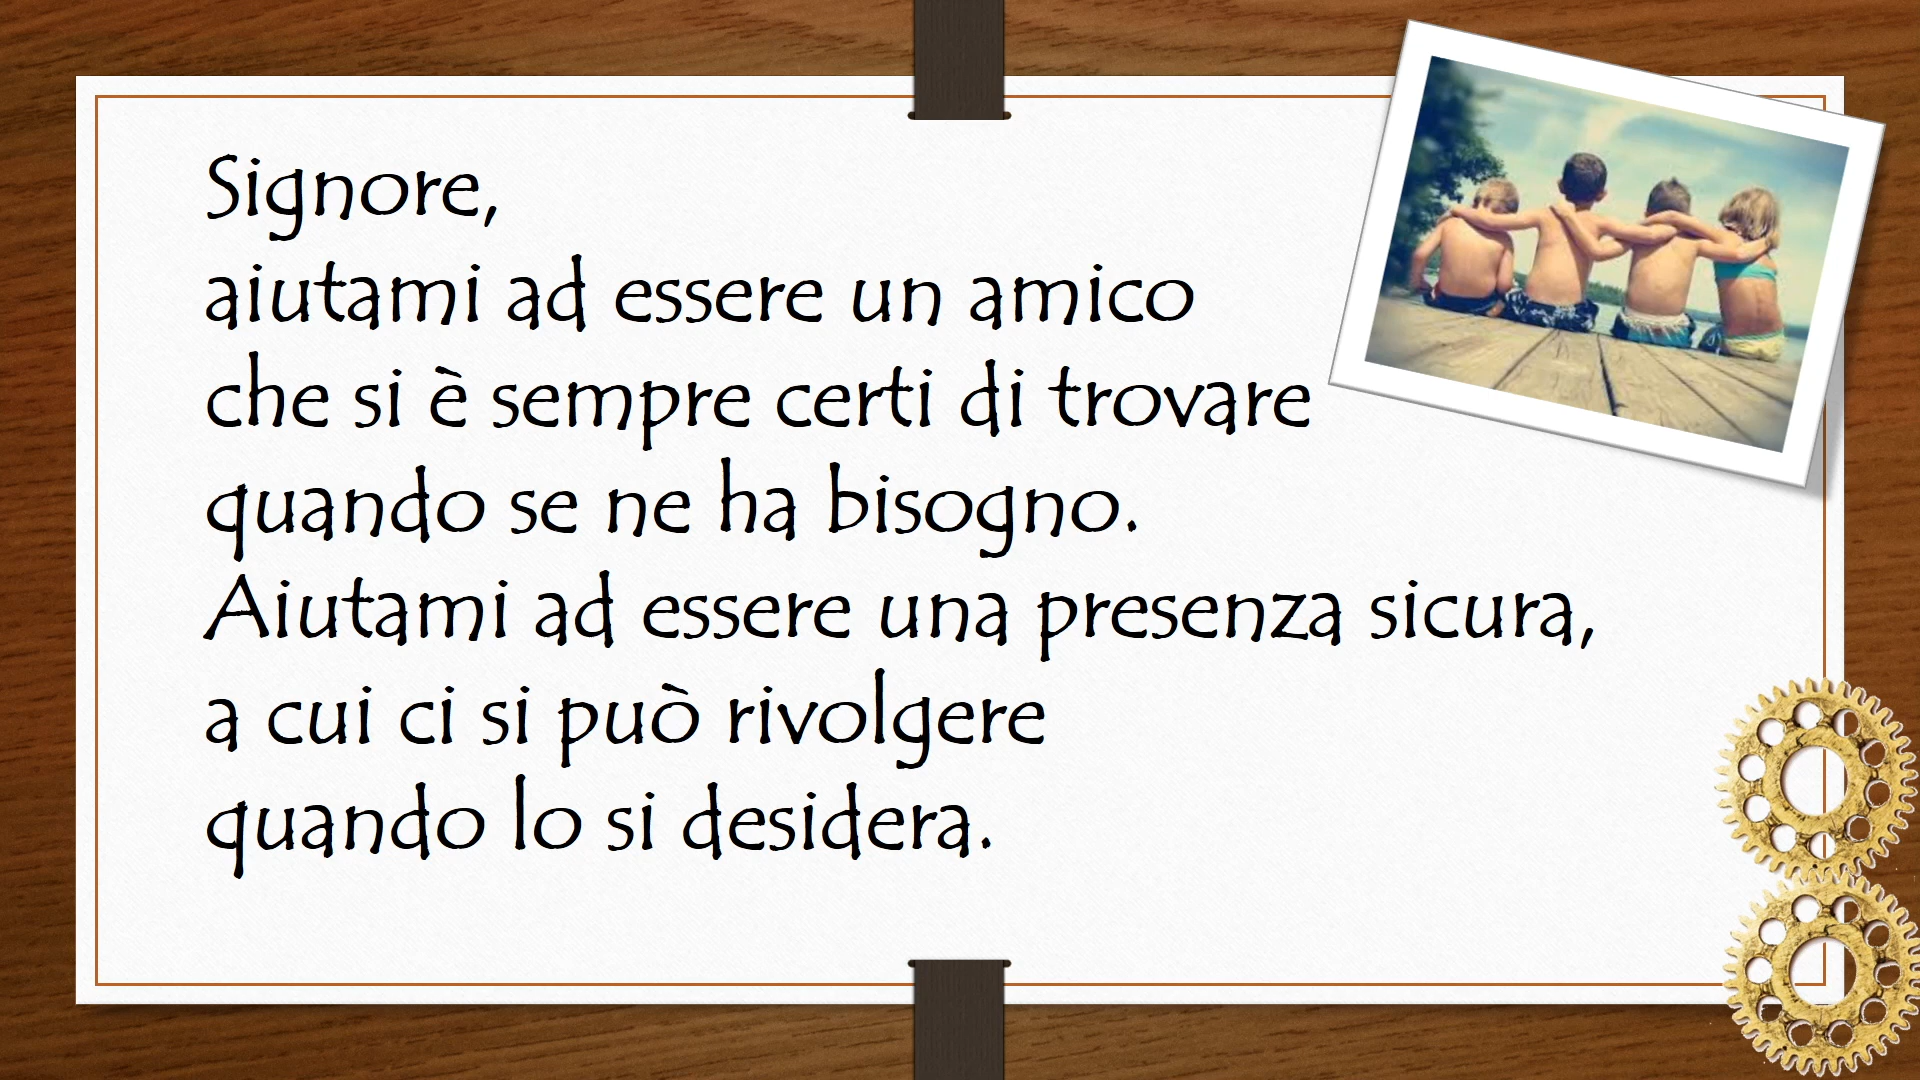 Signore,
aiutami ad essere un amico
che si è sempre certi di trovare
quando se ne ha bisogno.
Aiutami ad essere una presenza sicura,
a cui ci si può rivolgere
quando lo si desidera.